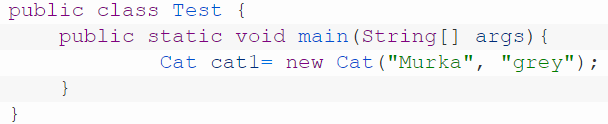 public class Test {
    public static void main(String[] args){
            Cat cat1= new Cat("Murka", "grey");
    }
}